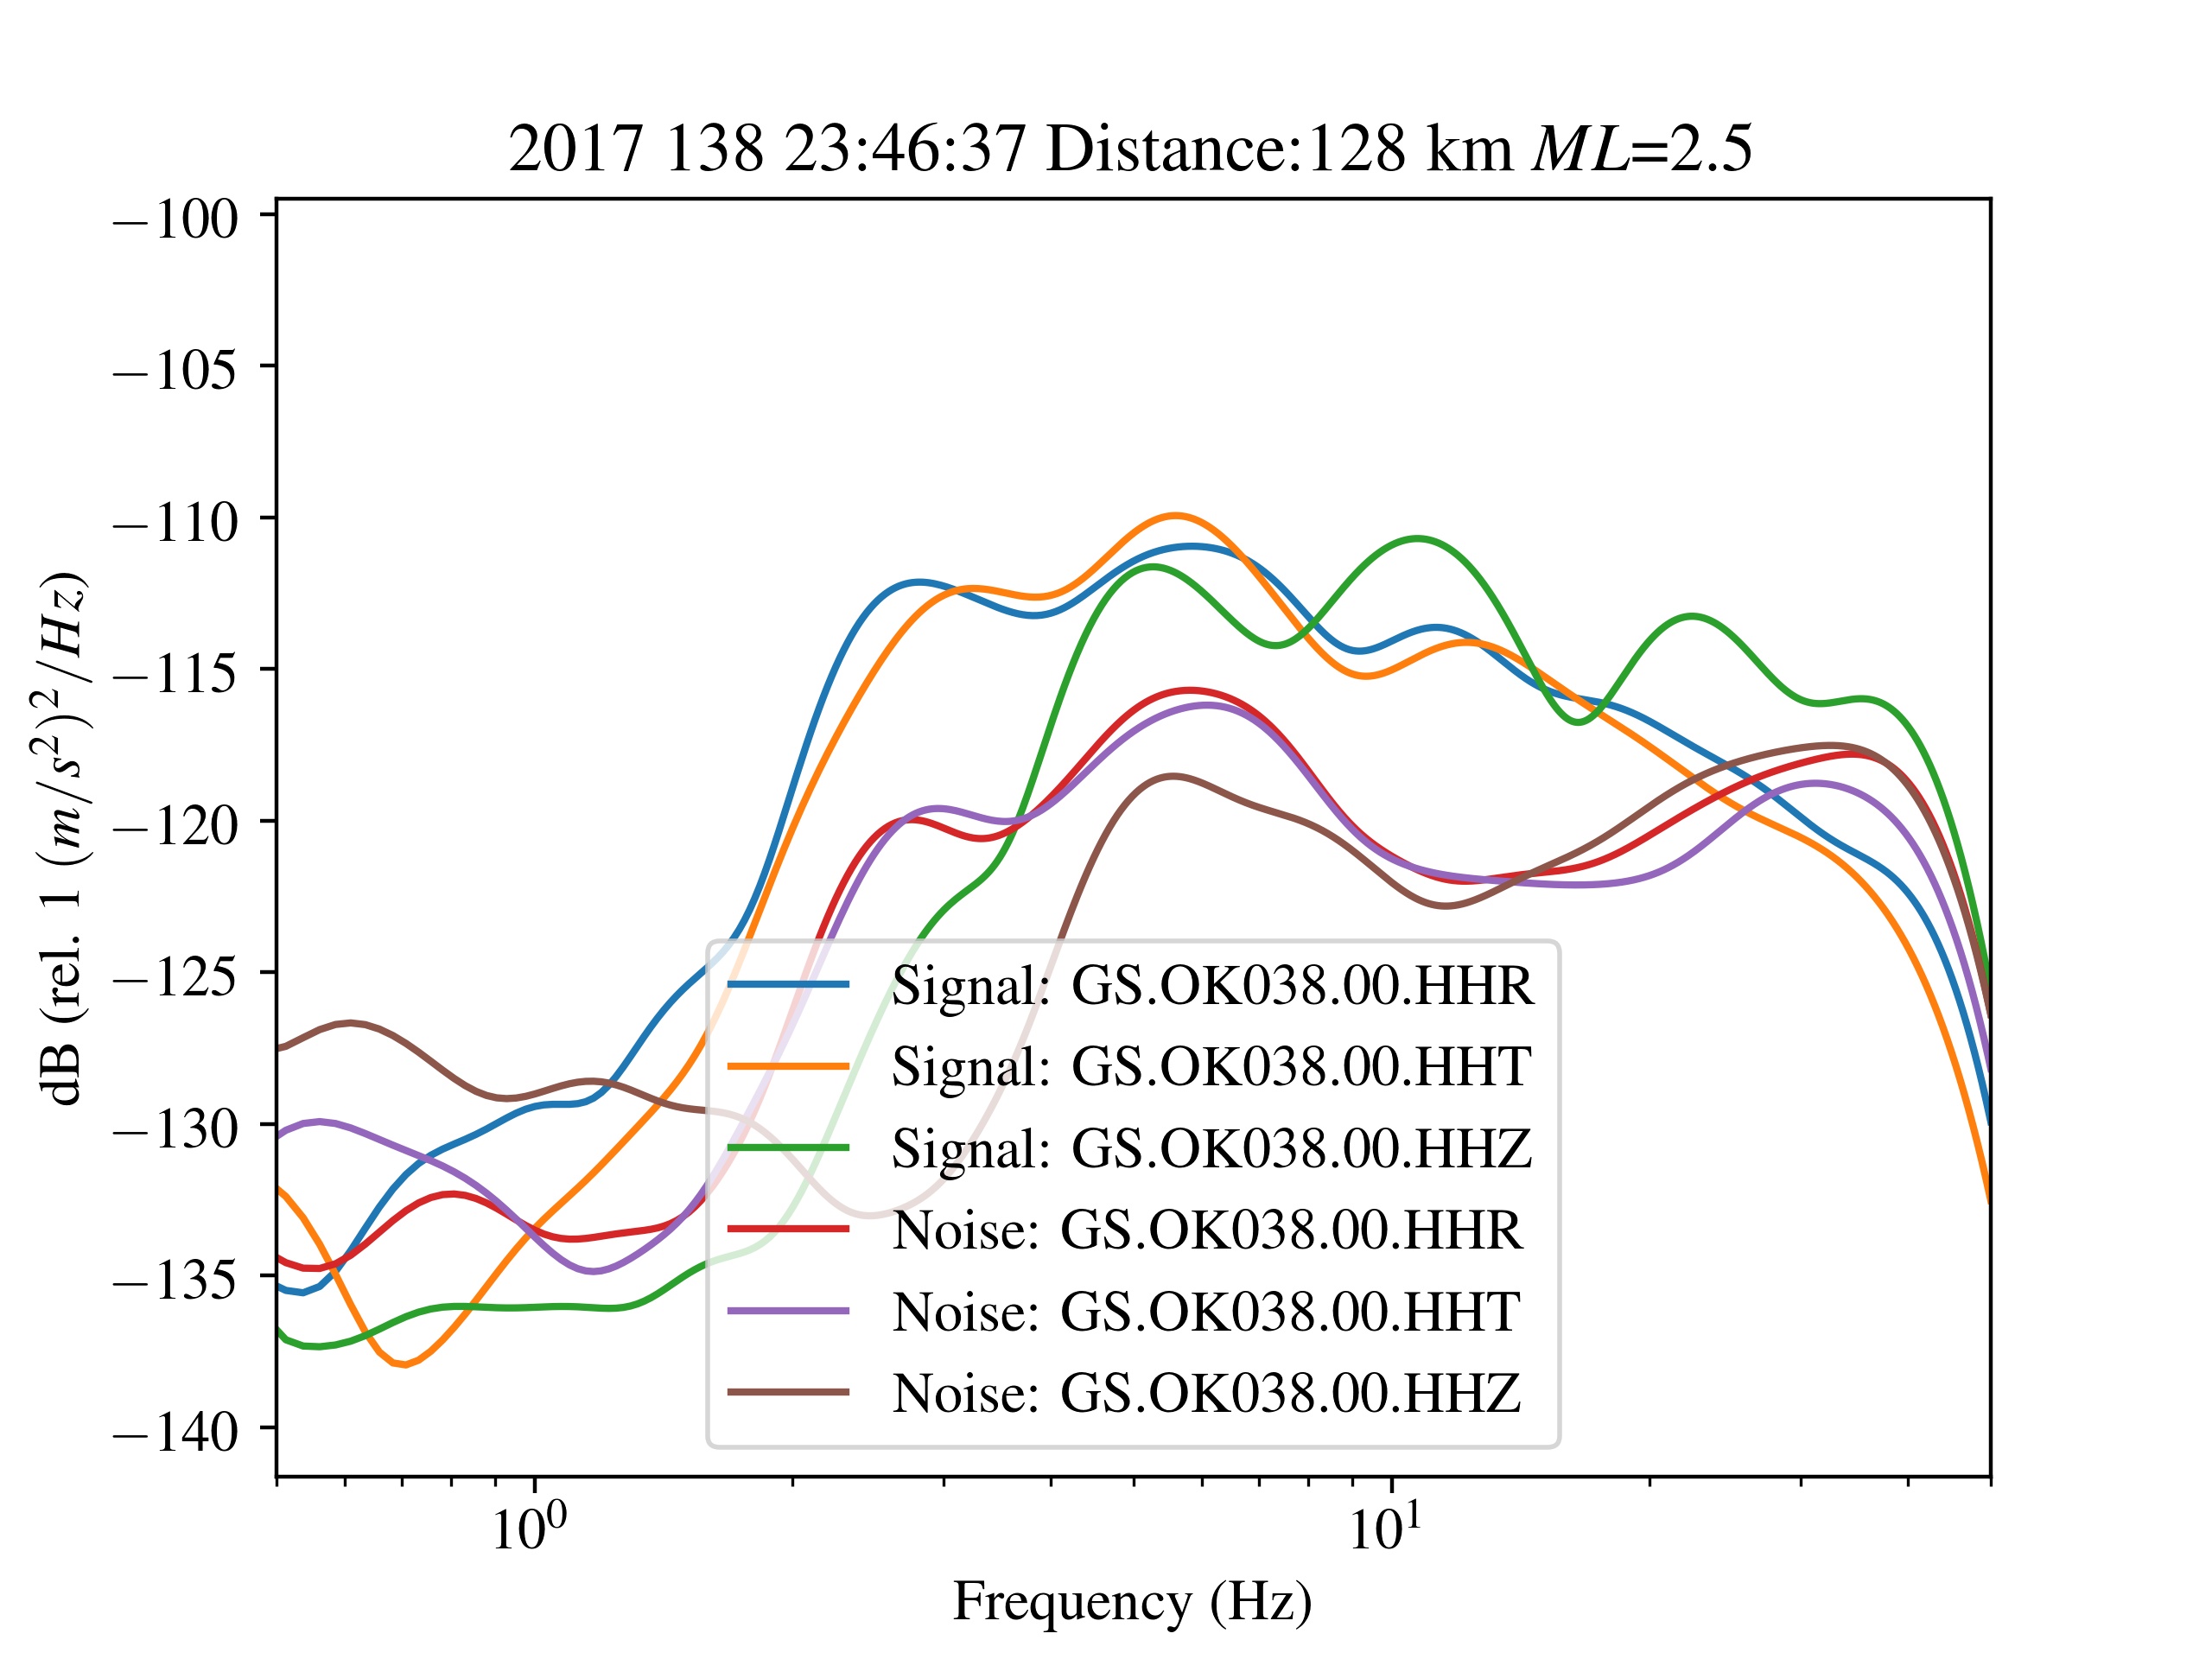 2017 138 23:46:37 Distance:128 km ML=2.5
dB (rel. 1 (m/s²)²/Hz)
−100
−105
−110
−115
−120
−125
−130
−135
−140
Signal: GS.OK038.00.HHR
Signal: GS.OK038.00.HHT
Signal: GS.OK038.00.HHZ
Noise: GS.OK038.00.HHR
Noise: GS.OK038.00.HHT
Noise: GS.OK038.00.HHZ
10⁰ 10¹
Frequency (Hz)